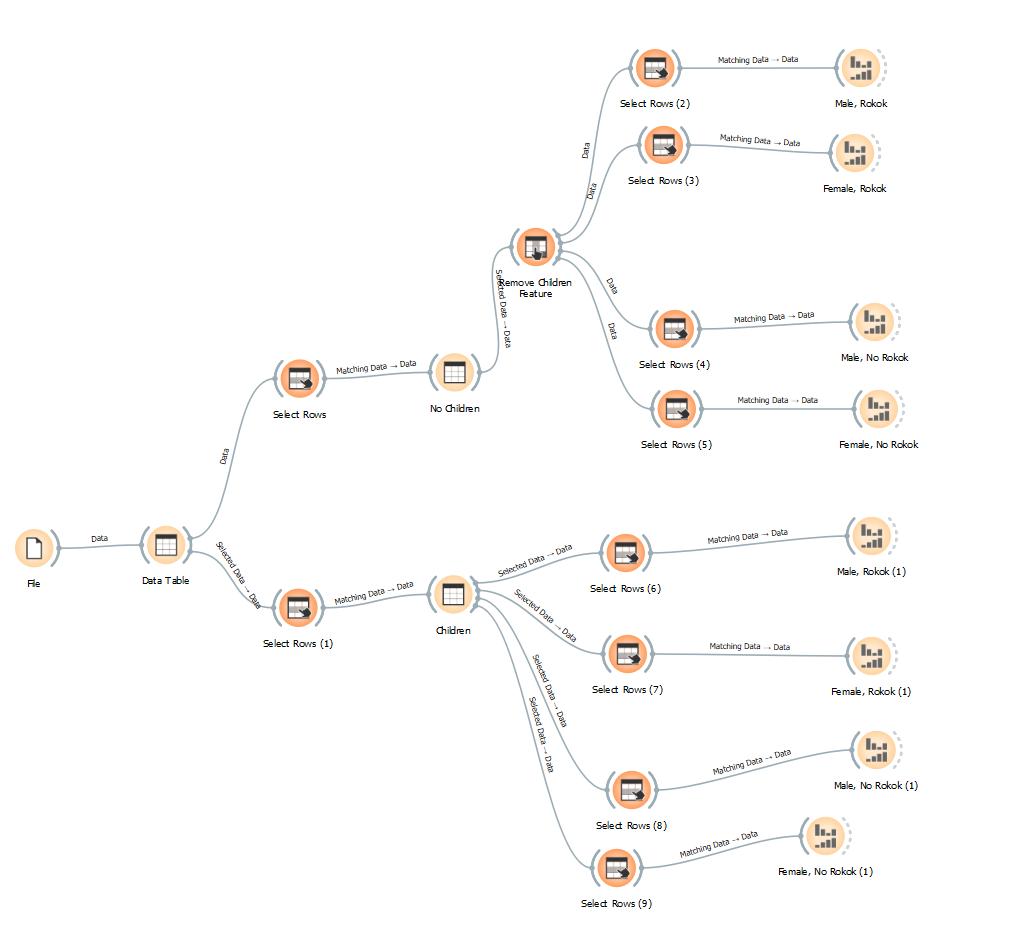 Matching Data → Data
Select Rows (2)
Male, Rokok
Matching Data → Data
Data
Select Rows (3)
Female, Rokok
Data
Remove Children
Feature
Selected Data → Data
Data
Matching Data → Data
Data
Select Rows (4)
Male, No Rokok
Matching Data → Data
Select Rows
No Children
Matching Data → Data
Select Rows (5)
Female, No Rokok
Data
Data
File
Data Table
Selected Data → Data
Matching Data → Data
Select Rows (1)
Children
Selected Data → Data
Matching Data → Data
Select Rows (6)
Male, Rokok (1)
Selected Data → Data
Matching Data → Data
Select Rows (7)
Female, Rokok (1)
Selected Data → Data
Selected Data → Data
Matching Data → Data
Select Rows (8)
Male, No Rokok (1)
Matching Data → Data
Select Rows (9)
Female, No Rokok (1)